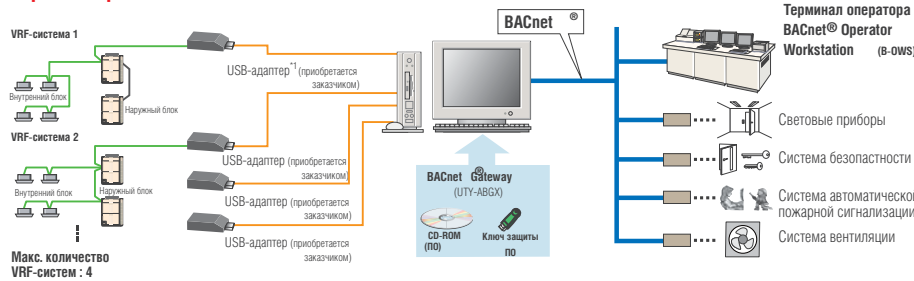 VRF-система 1
Внутренний блок
Наружный блок
VRF-система 2
Внутренний блок
Наружный блок
Макс. количество
VRF-систем : 4
USB-адаптер*1 (приобретается
заказчиком)
USB-адаптер (приобретается
заказчиком)
USB-адаптер (приобретается
заказчиком)
USB-адаптер (приобретается
заказчиком)
BACnet ®
BACnet® Gateway
(UTY-ABGX)
CD-ROM
(ПО)
Ключ защиты
ПО
Терминал оператора
BACnet® Operator
Workstation (B-OWS)
Световые приборы
Система безопасности
Система автоматической
пожарной сигнализации
Система вентиляции